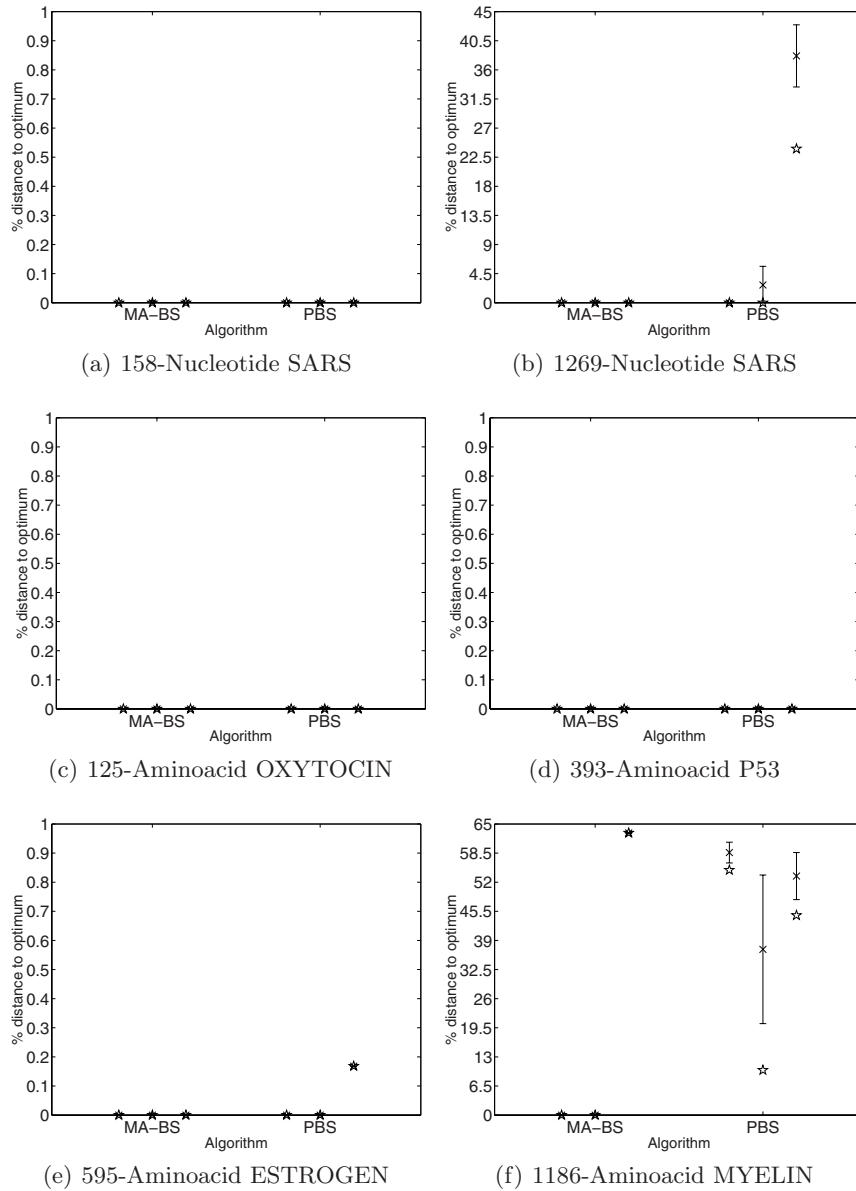 1
0.9
0.8
0.7
0.6
0.5
0.4
0.3
0.2
0.1
0
% distance to optimum
MA−BS PBS
Algorithm
(a) 158-Nucleotide SARS
45
40.5
36
31.5
27
22.5
18
13.5
9
4.5
0
% distance to optimum
MA−BS PBS
Algorithm
(b) 1269-Nucleotide SARS
1
0.9
0.8
0.7
0.6
0.5
0.4
0.3
0.2
0.1
0
% distance to optimum
MA−BS PBS
Algorithm
(c) 125-Aminoacid OXYTOCIN
1
0.9
0.8
0.7
0.6
0.5
0.4
0.3
0.2
0.1
0
% distance to optimum
MA−BS PBS
Algorithm
(d) 393-Aminoacid P53
1
0.9
0.8
0.7
0.6
0.5
0.4
0.3
0.2
0.1
0
% distance to optimum
MA−BS PBS
Algorithm
(e) 595-Aminoacid ESTROGEN
65
58.5
52
45.5
39
32.5
26
19.5
13
6.5
0
% distance to optimum
MA−BS PBS
Algorithm
(f) 1186-Aminoacid MYELIN